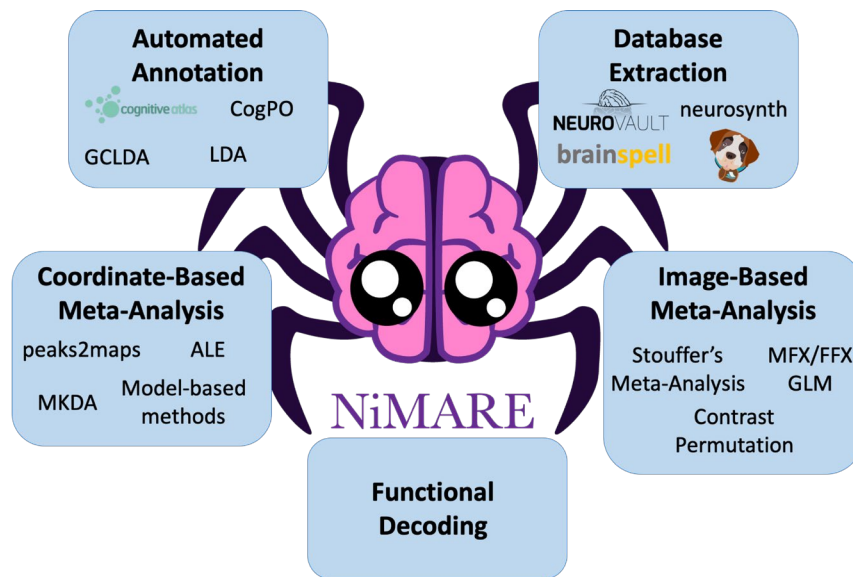 Automated
Annotation
cognitive atlas
CogPO
GCLDA
LDA
Database
Extraction
NEUROVAULT
neurosynth
brainspell
Coordinate-Based
Meta-Analysis
peaks2maps
ALE
MKDA
Model-based
methods
Image-Based
Meta-Analysis
Stouffer's
Meta-Analysis
MFX/FFX
GLM
Contrast
Permutation
NiMARE
Functional
Decoding